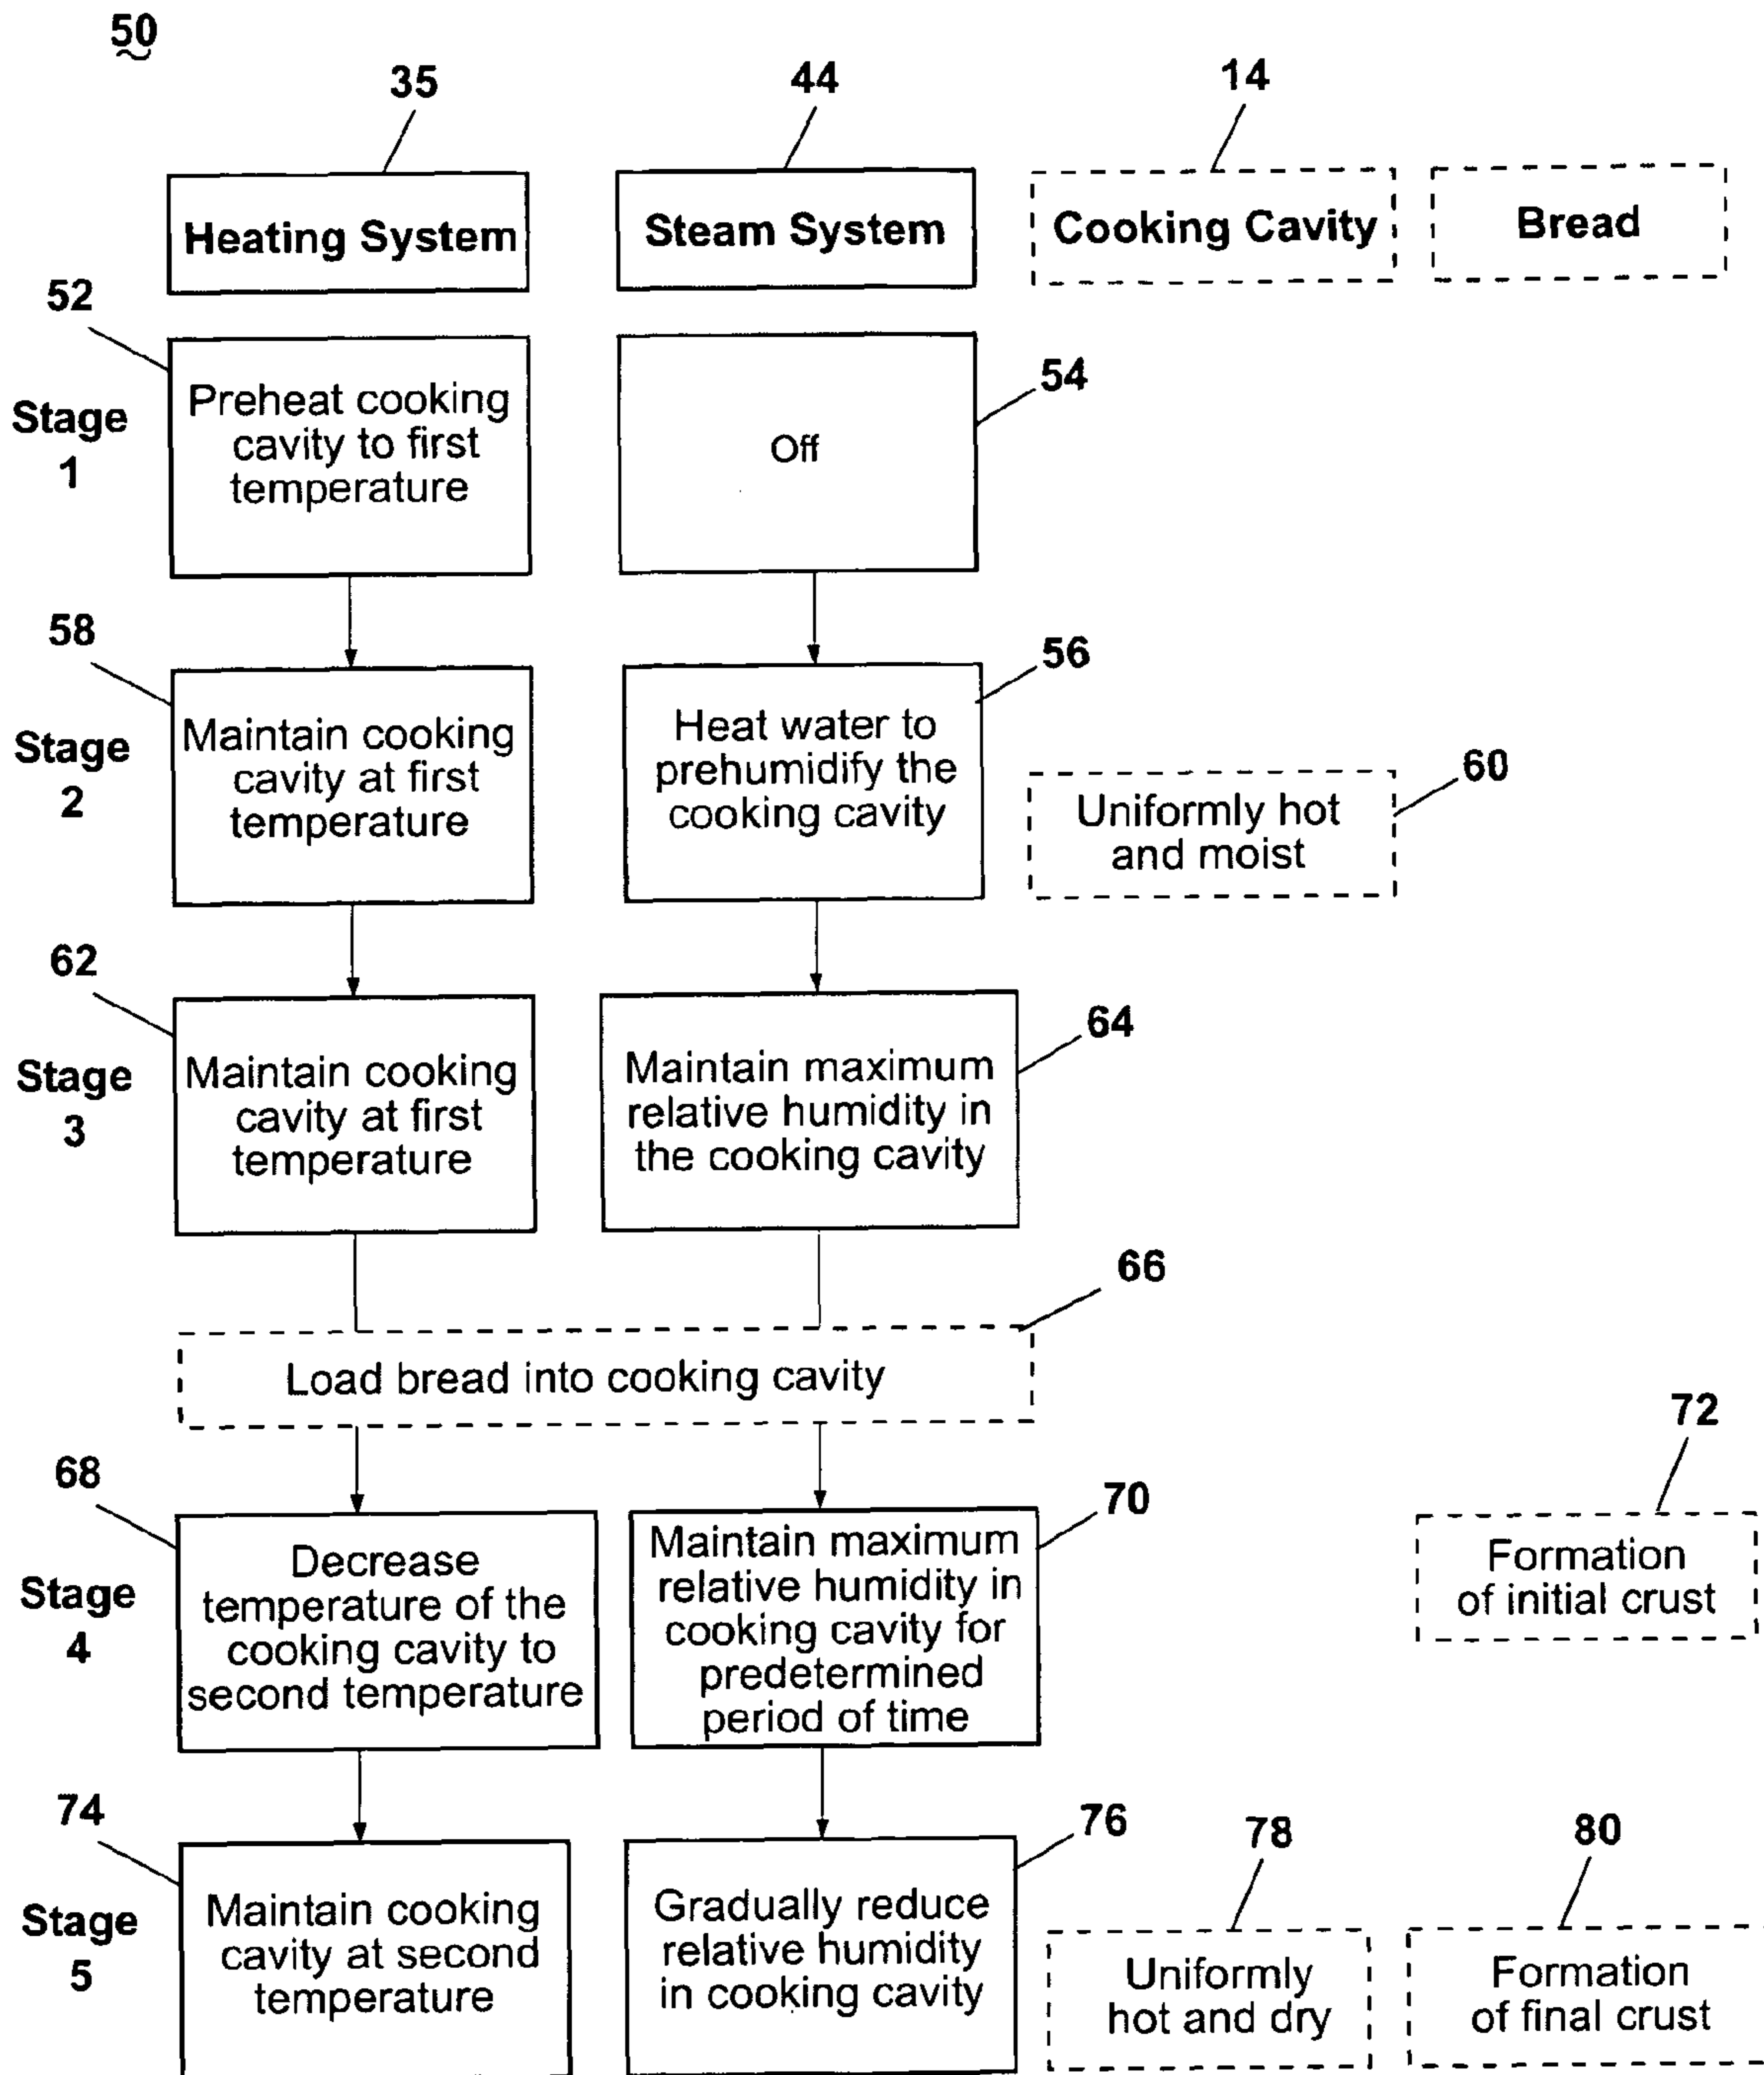 50
35
44
14
Heating System
Steam System
Cooking Cavity
Bread
52
Stage
1
Preheat cooking
cavity to first
temperature
Off
54
58
Stage
2
Maintain cooking
cavity at first
temperature
56
Heat water to
prehumidify the
cooking cavity
60
Uniformly hot
and moist
62
Stage
3
Maintain cooking
cavity at first
temperature
64
Maintain maximum
relative humidity in
the cooking cavity
66
Load bread into cooking cavity
68
Stage
4
Decrease
temperature of the
cooking cavity to
second temperature
70
Maintain maximum
relative humidity in
cooking cavity for
predetermined
period of time
72
Formation
of initial crust
74
Stage
5
Maintain cooking
cavity at second
temperature
76
Gradually reduce
relative humidity
in cooking cavity
78
Uniformly
hot and dry
80
Formation
of final crust